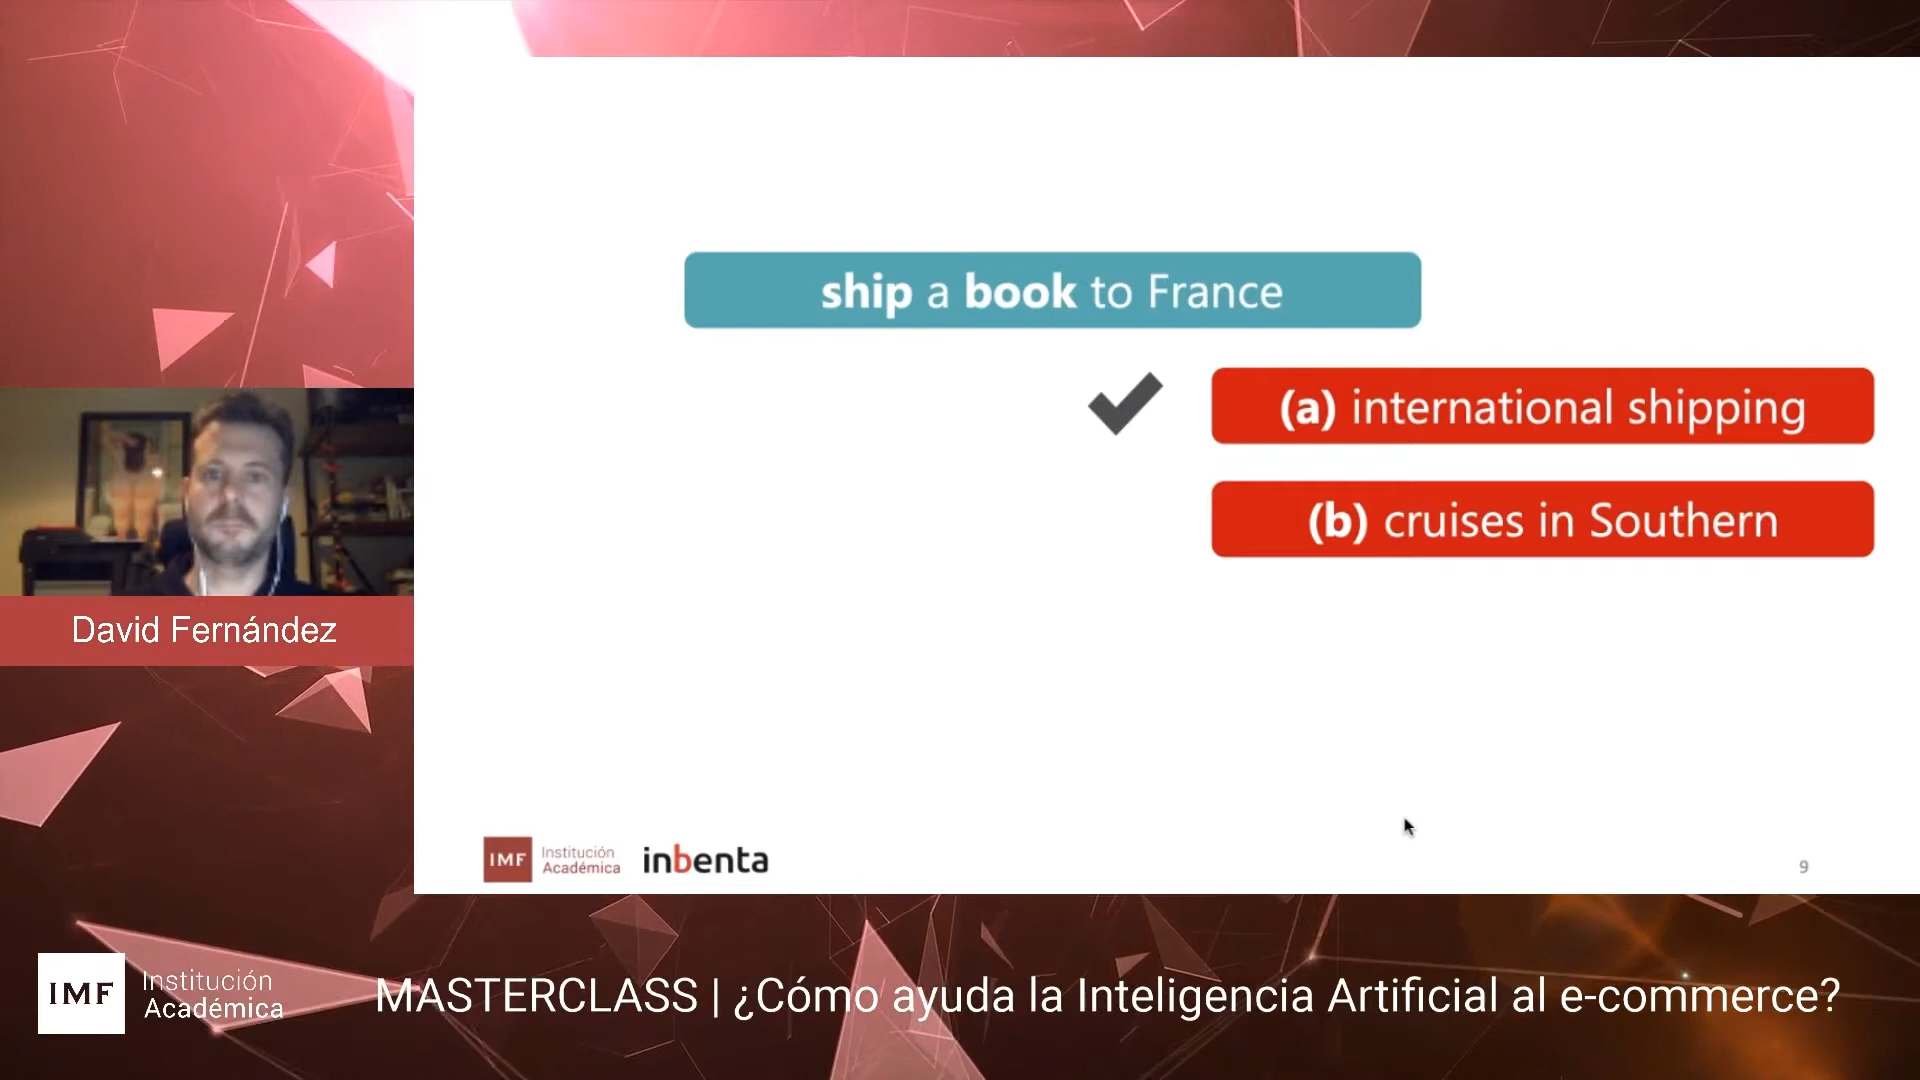 ship a book to France
(a) international shipping
(b) cruises in Southern
David Fernández
IMF Institución
Académica
inbenta
9
IMF Institución
Académica
MASTERCLASS | ¿Cómo ayuda la Inteligencia Artificial al e-commerce?